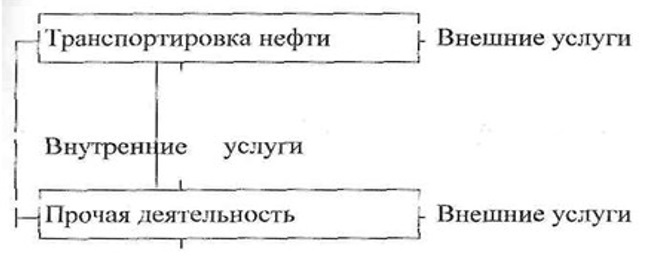 Транспортировка нефти Внешние услуги
Внутренние услуги
Прочая деятельность Внешние услуги